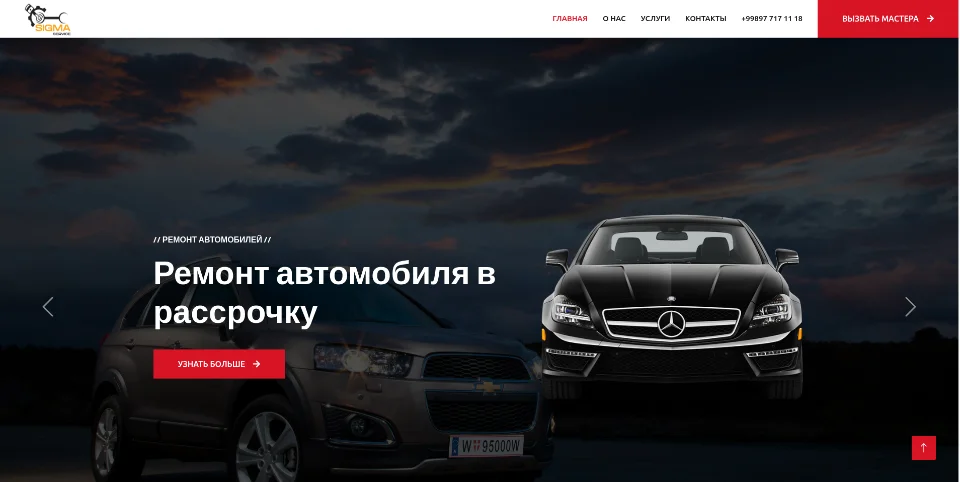 SIGMA
SERVICE
ГЛАВНАЯ
О НАС
УСЛУГИ
КОНТАКТЫ
+99897 717 11 18
ВЫЗВАТЬ МАСТЕРА
// РЕМОНТ АВТОМОБИЛЕЙ //
Ремонт автомобиля в
рассрочку
УЗНАТЬ БОЛЬШЕ
W 95000W